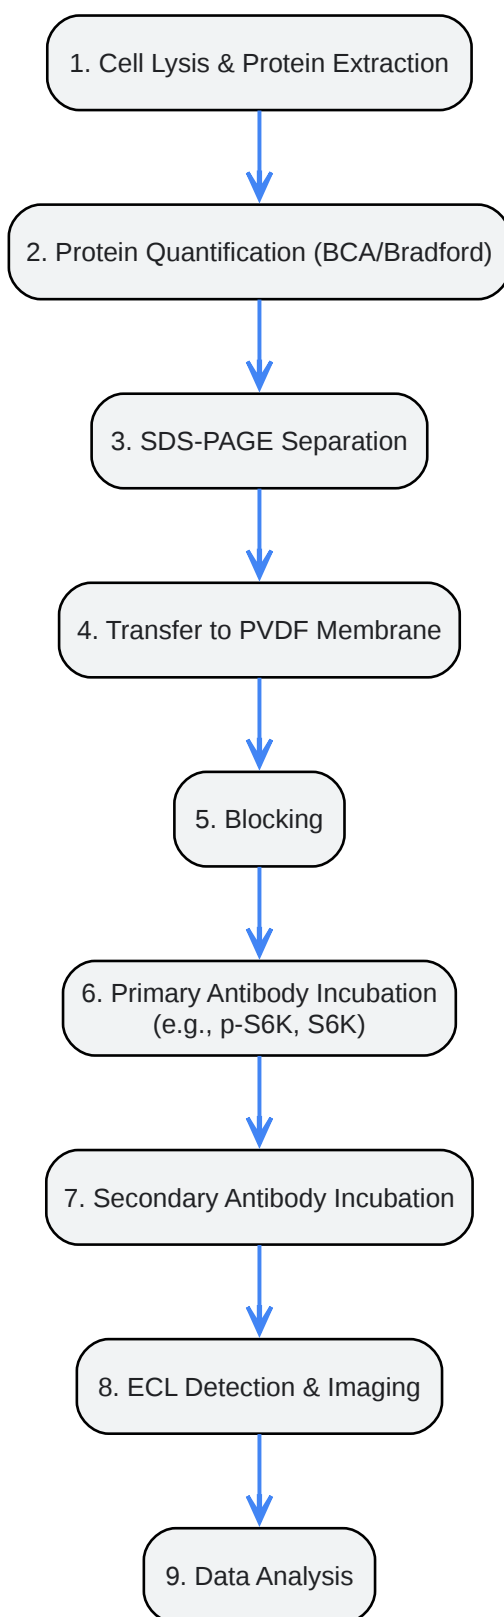 1. Cell Lysis & Protein Extraction
2. Protein Quantification (BCA/Bradford)
3. SDS-PAGE Separation
4. Transfer to PVDF Membrane
5. Blocking
6. Primary Antibody Incubation
(e.g., p-S6K, S6K)
7. Secondary Antibody Incubation
8. ECL Detection & Imaging
9. Data Analysis